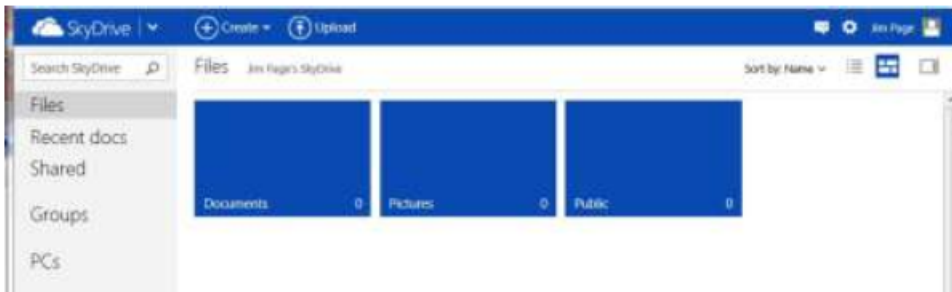 SkyDrive Create Upload Jim Page
Search SkyDrive Files Jim Page's SkyDrive Sort by: Name
Files
Recent docs
Shared
Groups
PCs
Documents 0 Pictures 0 Public 0